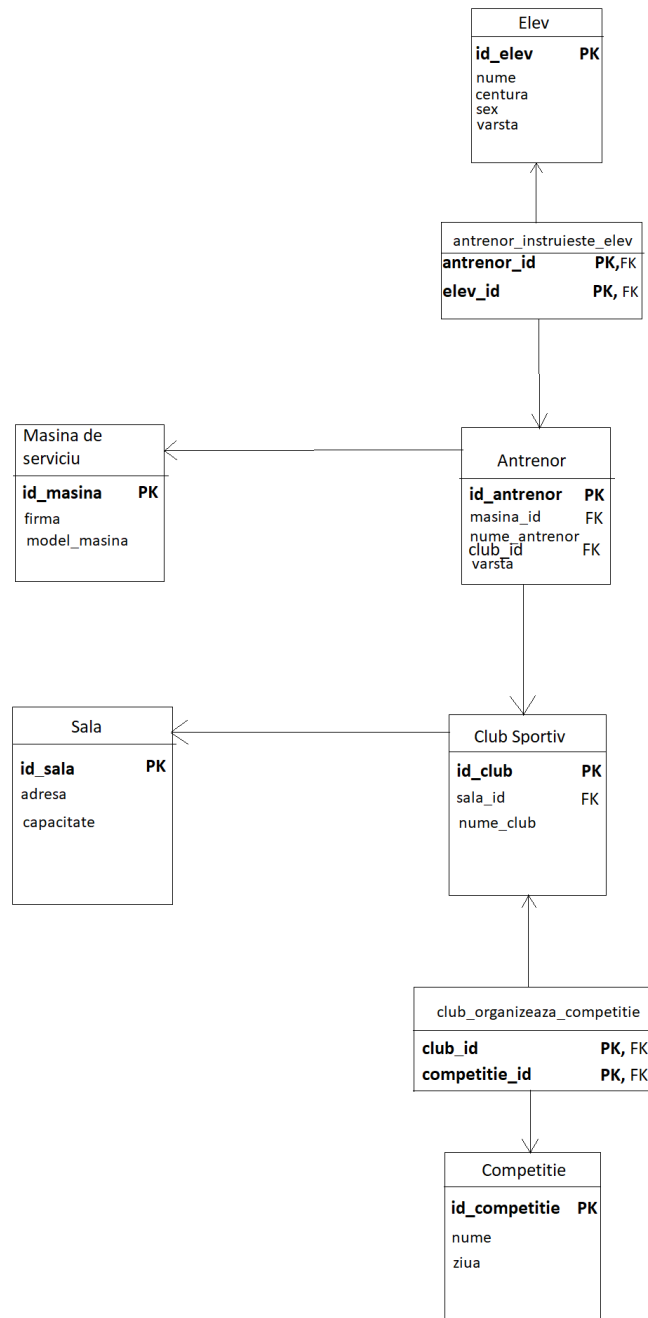 Elev
id_elev PK
nume
centura
sex
varsta
antrenor_instruieste_elev
antrenor_id PK,FK
elev_id PK, FK
Masina de
serviciu
id_masina PK
firma
model_masina
Antrenor
id_antrenor PK
masina_id FK
nume_antrenor
club_id FK
varsta
Sala
id_sala PK
adresa
capacitate
Club Sportiv
id_club PK
sala_id FK
nume_club
club_organizeaza_competitie
club_id PK, FK
competitie_id PK, FK
Competitie
id_competitie PK
nume
ziua